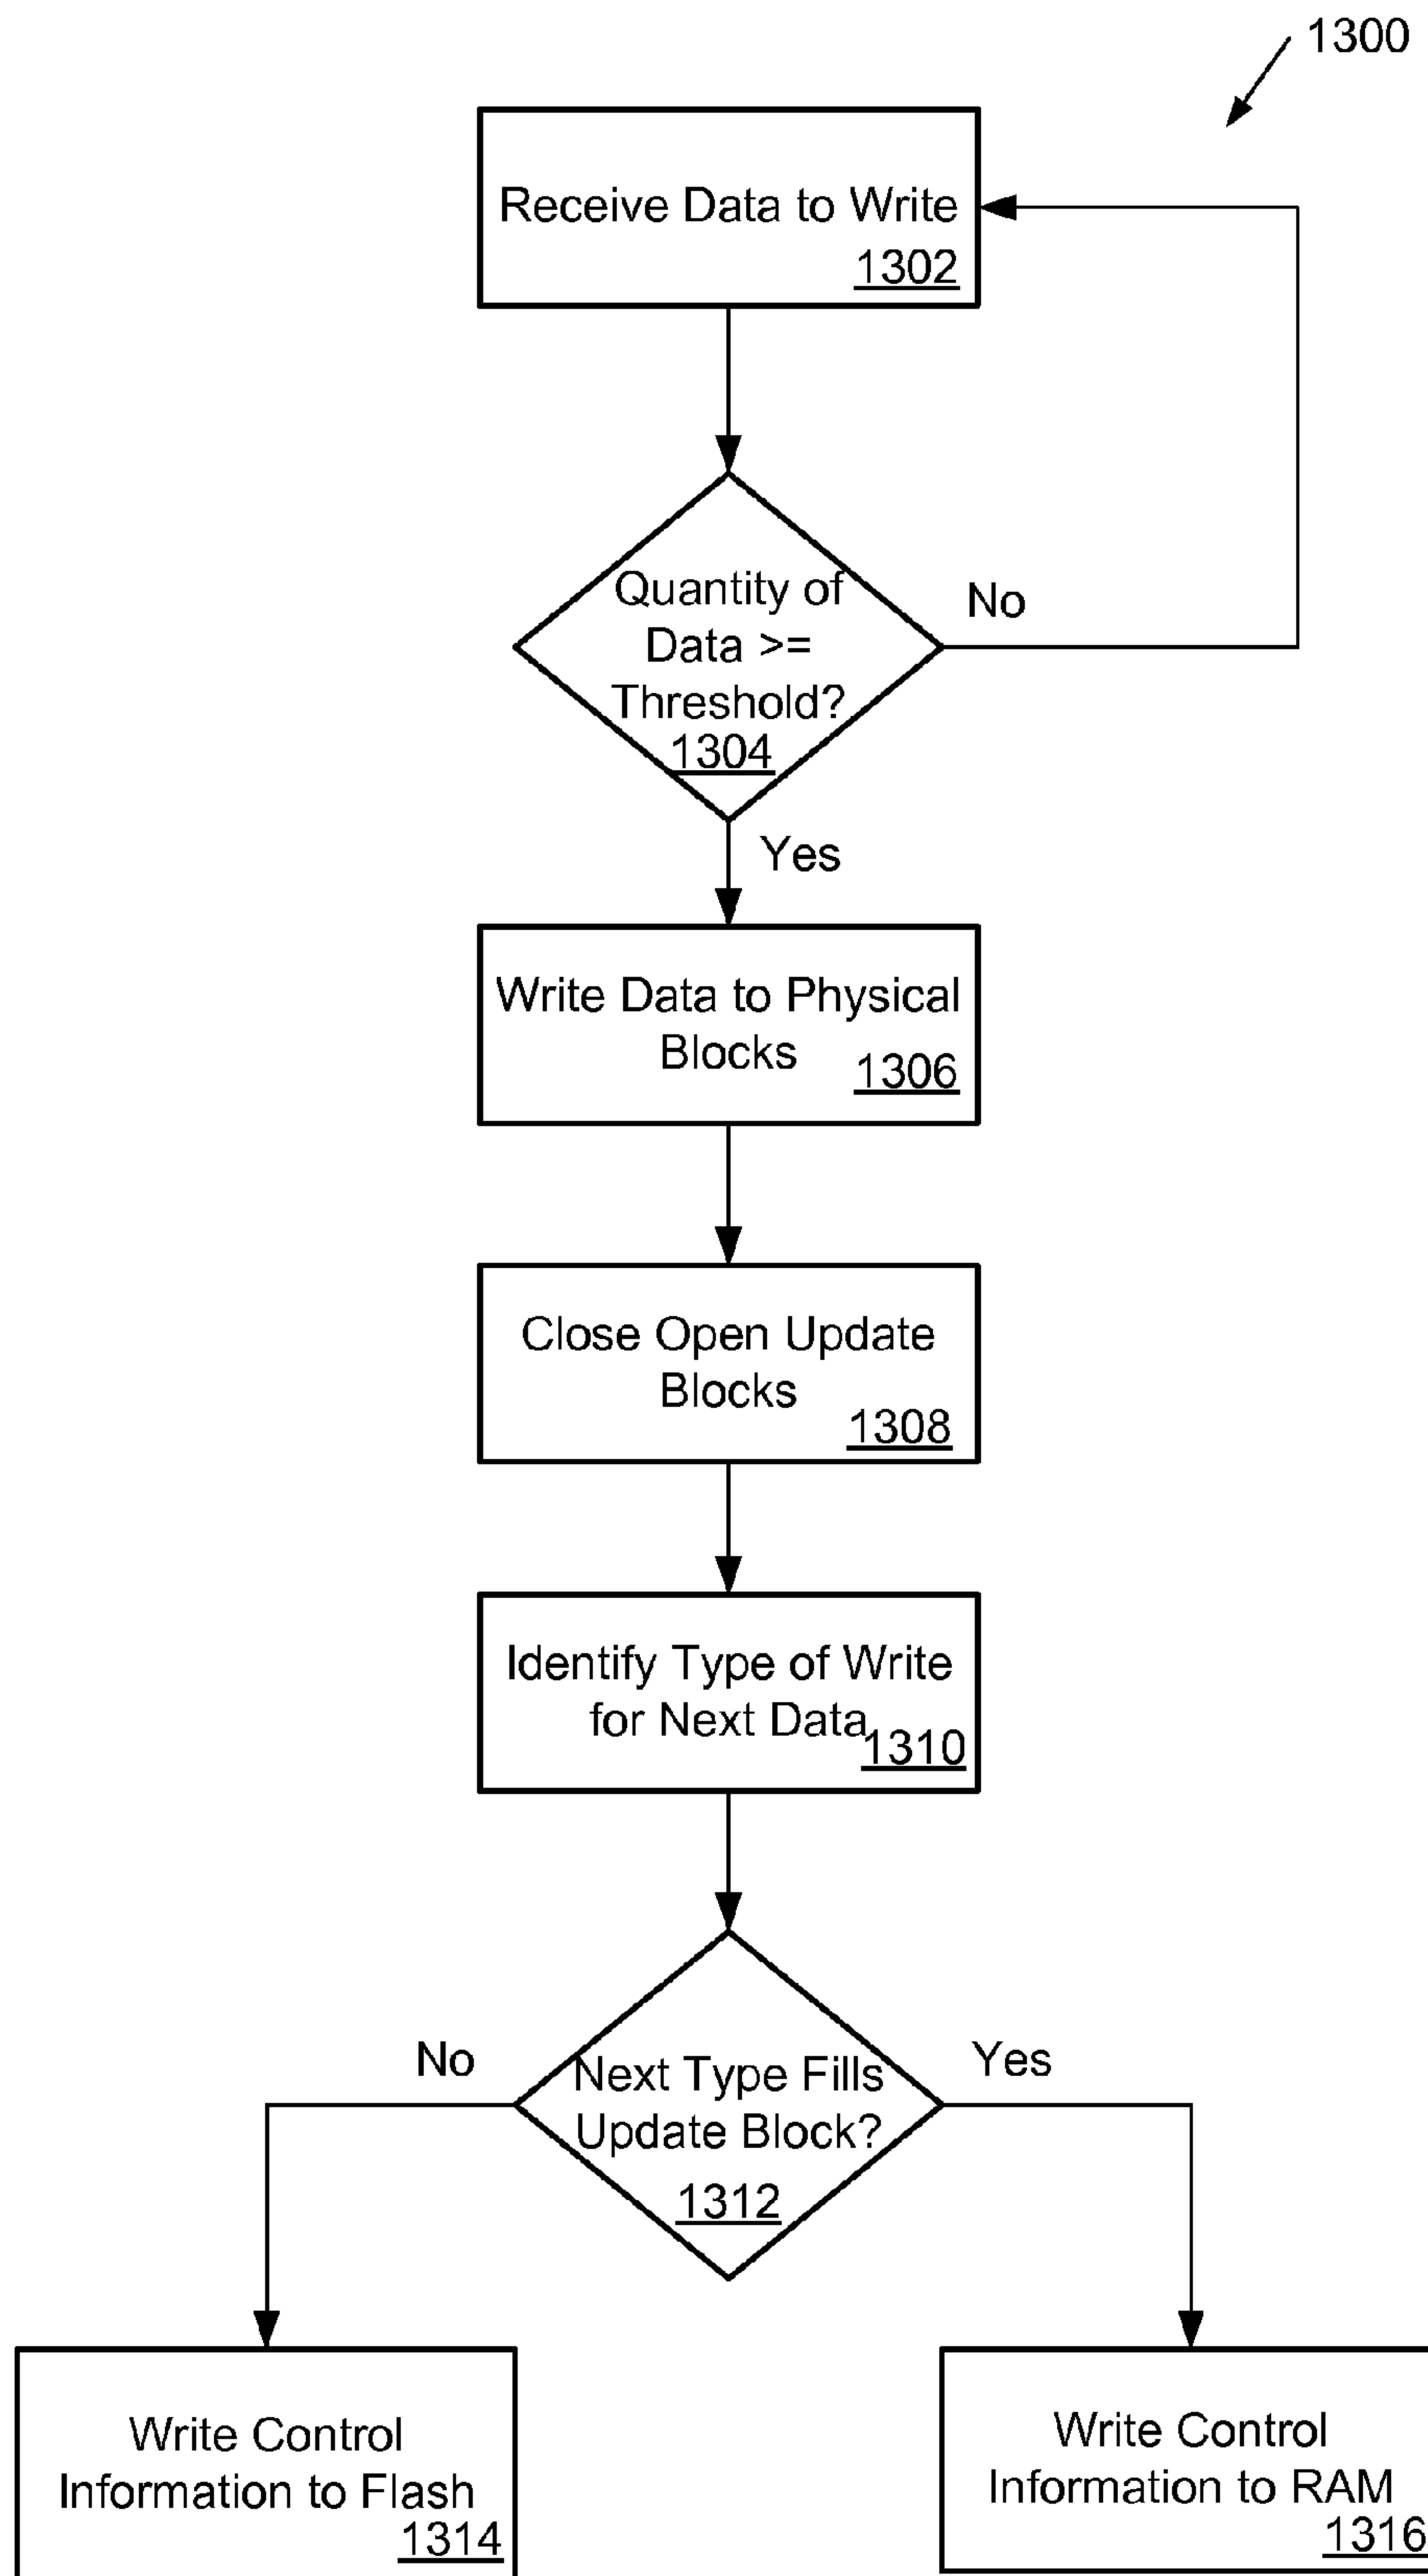 1300
Receive Data to Write
1302
Quantity of
Data >=
Threshold?
1304
No
Yes
Write Data to Physical
Blocks
1306
Close Open Update
Blocks
1308
Identify Type of Write
for Next Data
1310
No
Next Type Fills
Update Block?
1312
Yes
Write Control
Information to Flash
1314
Write Control
Information to RAM
1316